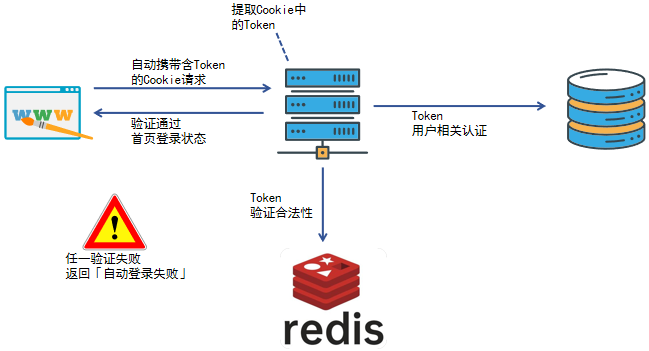 提取Cookie中
的Token
自动携带含Token
的Cookie请求
WWW
验证通过
首页登录状态
Token
用户相关认证
Token
验证合法性
任一验证失败
返回「自动登录失败」
redis